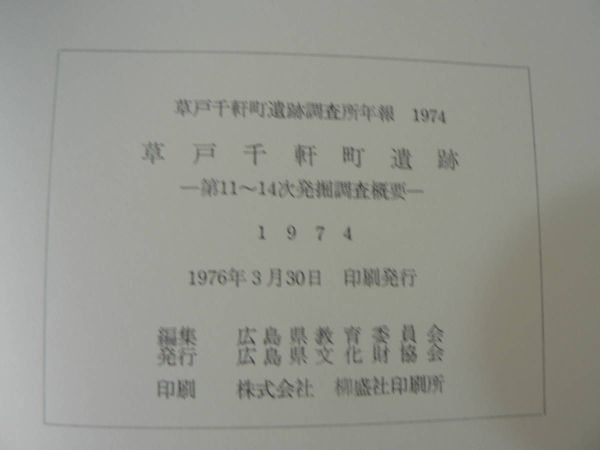 草戸千軒町遺跡調査所年報 1974
草戸千軒町遺跡
―第11～14次発掘調査概要―
1974
1976年3月30日 印刷発行
編集 広島県教育委員会
発行 広島県文化財協会
印刷 株式会社 柳盛社印刷所